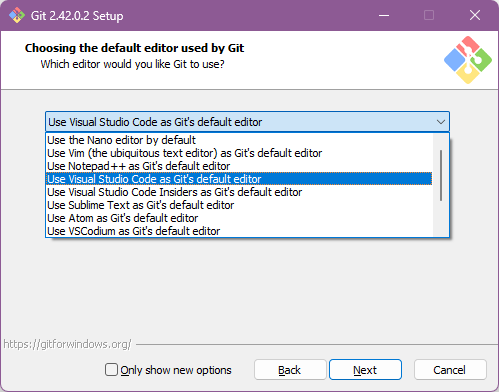 Git 2.42.0.2 Setup
Choosing the default editor used by Git
Which editor would you like Git to use?
Use Visual Studio Code as Git's default editor
Use the Nano editor by default
Use Vim (the ubiquitous text editor) as Git's default editor
Use Notepad++ as Git's default editor
Use Visual Studio Code as Git's default editor
Use Visual Studio Code Insiders as Git's default editor
Use Sublime Text as Git's default editor
Use Atom as Git's default editor
Use VSCodium as Git's default editor
https://gitforwindows.org/
Only show new options
Back
Next
Cancel